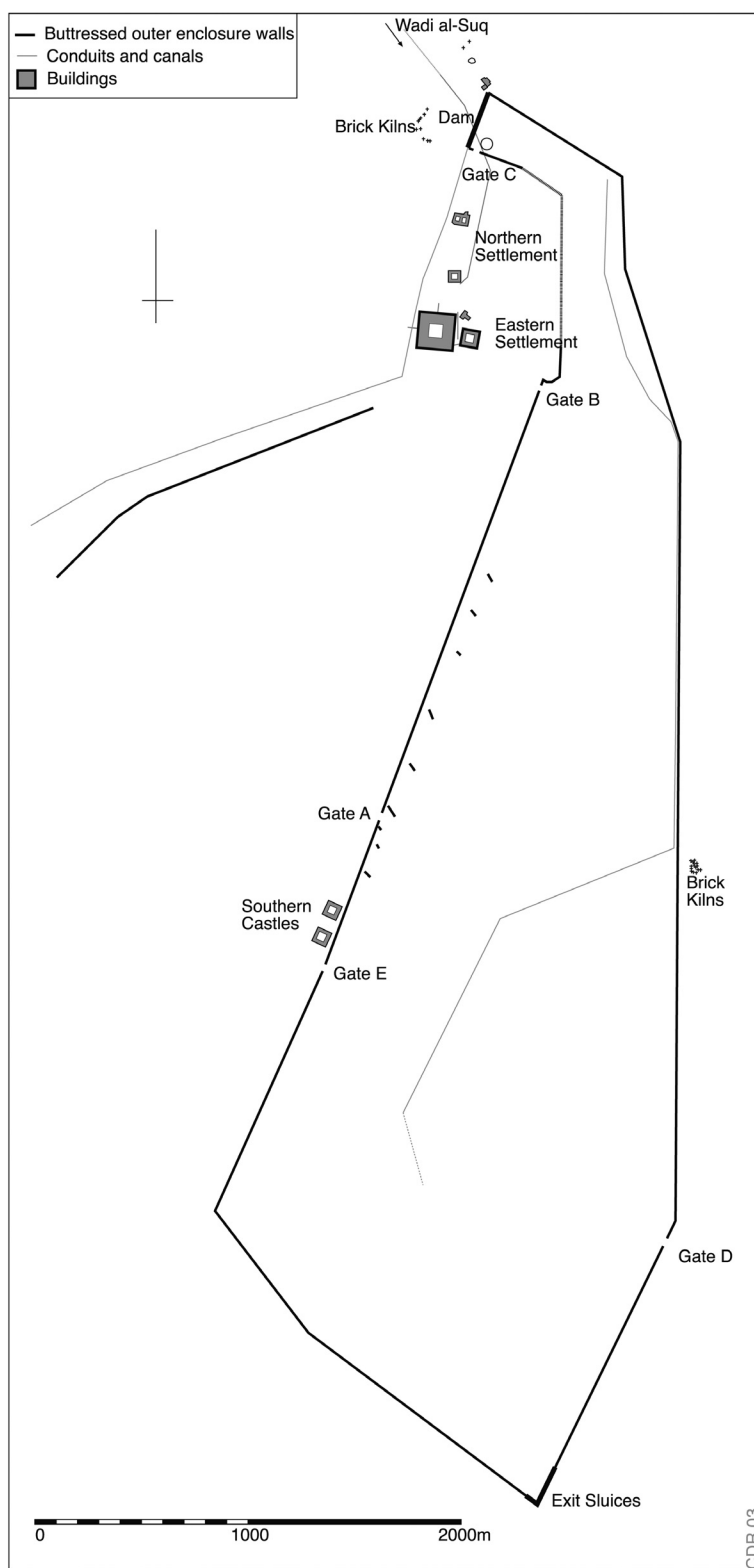 Buttressed outer enclosure walls
Conduits and canals
Buildings
Wadi al-Suq
Dam
Brick Kilns
Gate C
Northern
Settlement
Eastern
Settlement
Gate B
Gate A
Brick
Kilns
Southern
Castles
Gate E
Gate D
Exit Sluices
0
1000
2000m